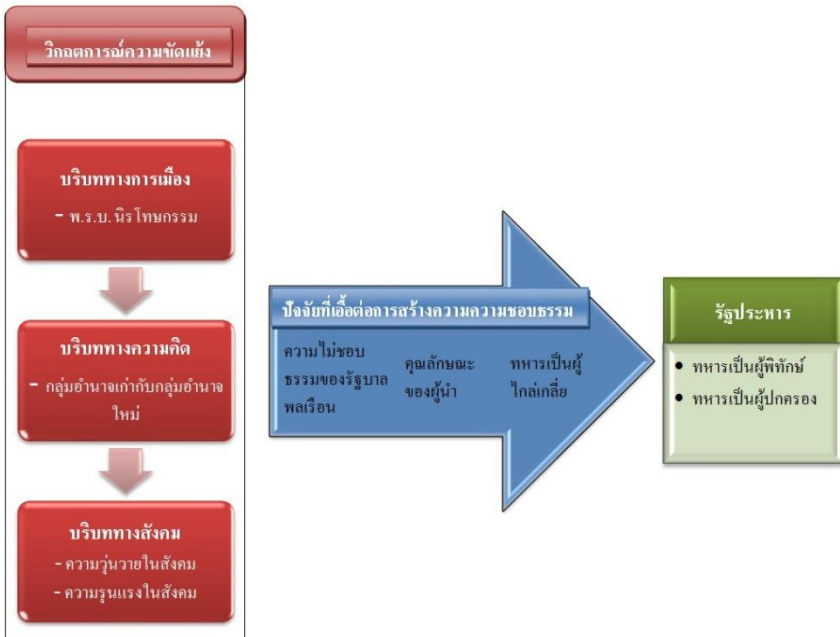 วิกฤตการณ์ความขัดแย้ง
บริบททางการเมือง
- พ.ร.บ. นิรโทษกรรม
บริบททางความคิด
- กลุ่มอำนาจเก่ากับกลุ่มอำนาจ
ใหม่
บริบททางสังคม
- ความวุ่นวายในสังคม
- ความรุนแรงในสังคม
ปัจจัยที่เอื้อต่อการสร้างความความชอบธรรม
ความไม่ชอบ
ธรรมของรัฐบาล
พลเรือน
คุณลักษณะ
ของผู้นำ
ทหารเป็นผู้
ไกล่เกลี่ย
รัฐประหาร
• ทหารเป็นผู้พิทักษ์
• ทหารเป็นผู้ปกครอง